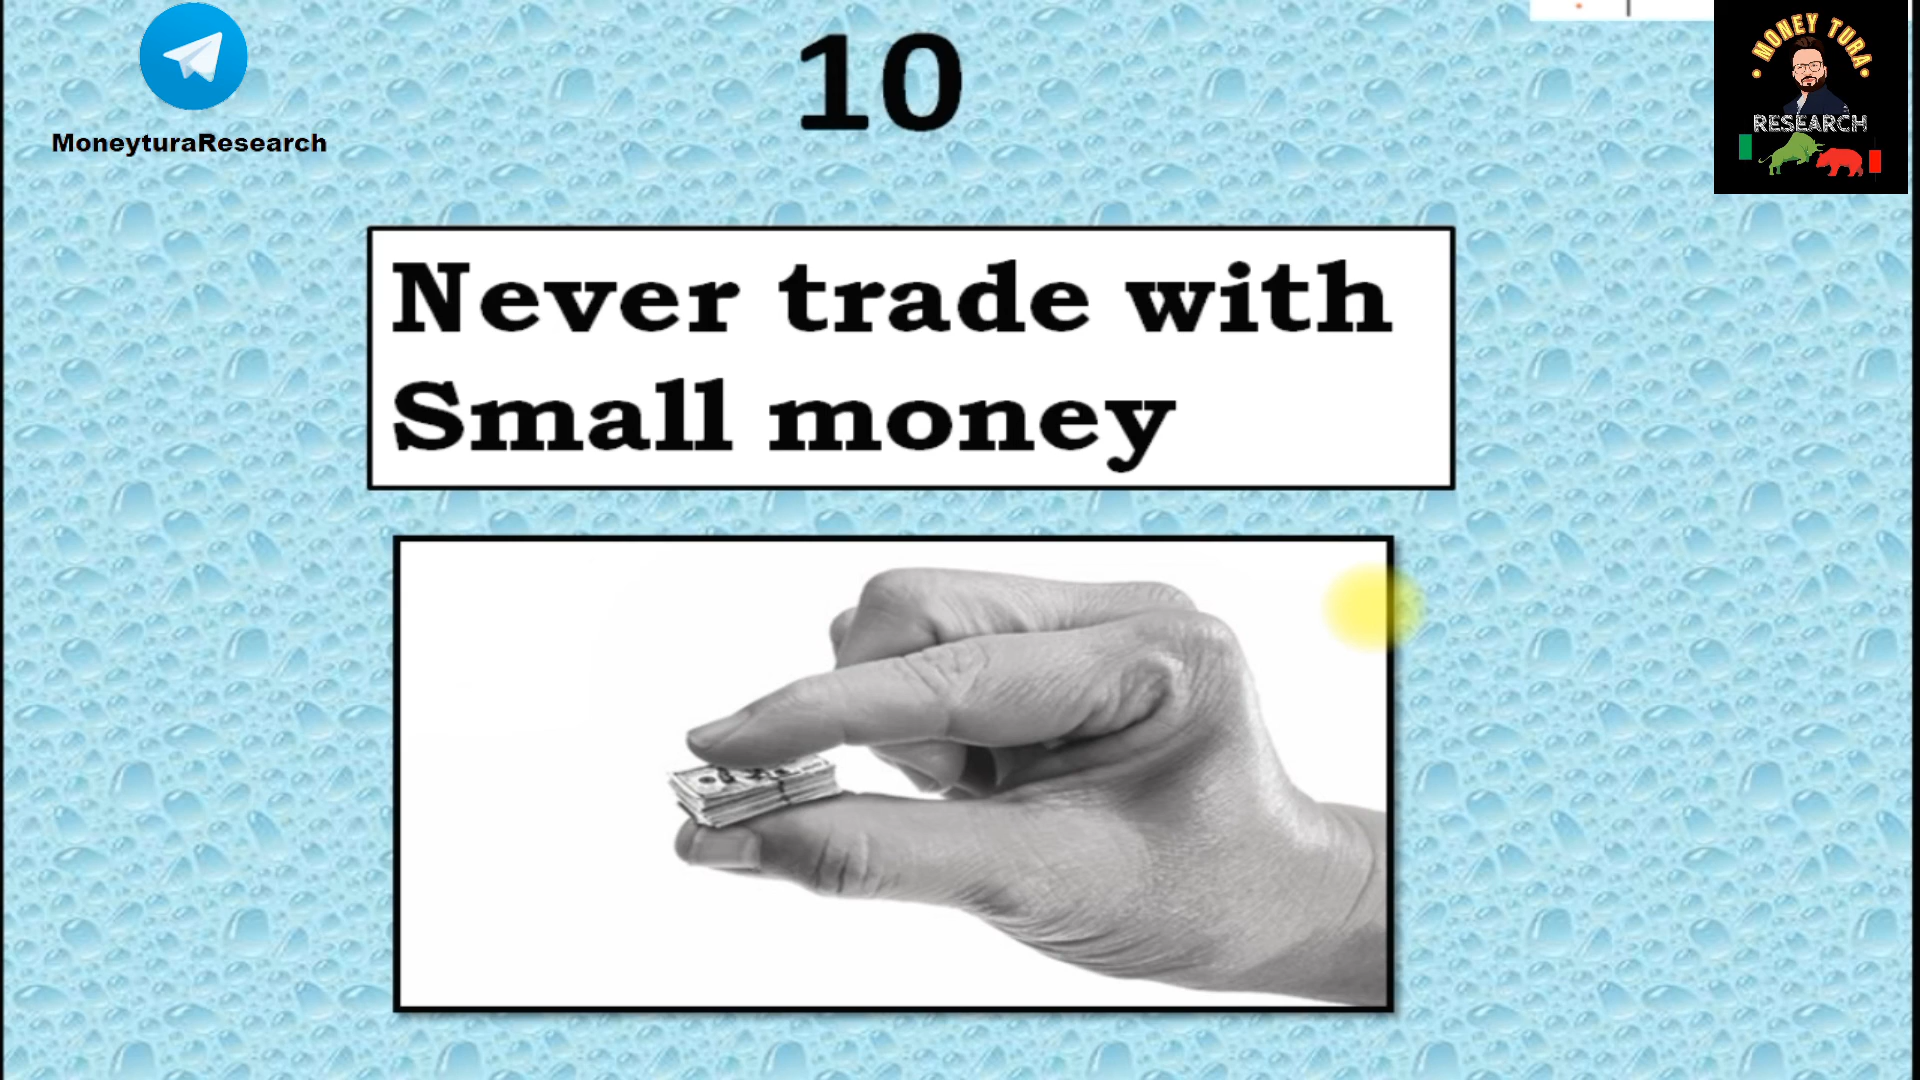 10
MoneyturaResearch
MONEY TURA
RESEARCH
Never trade with
Small money